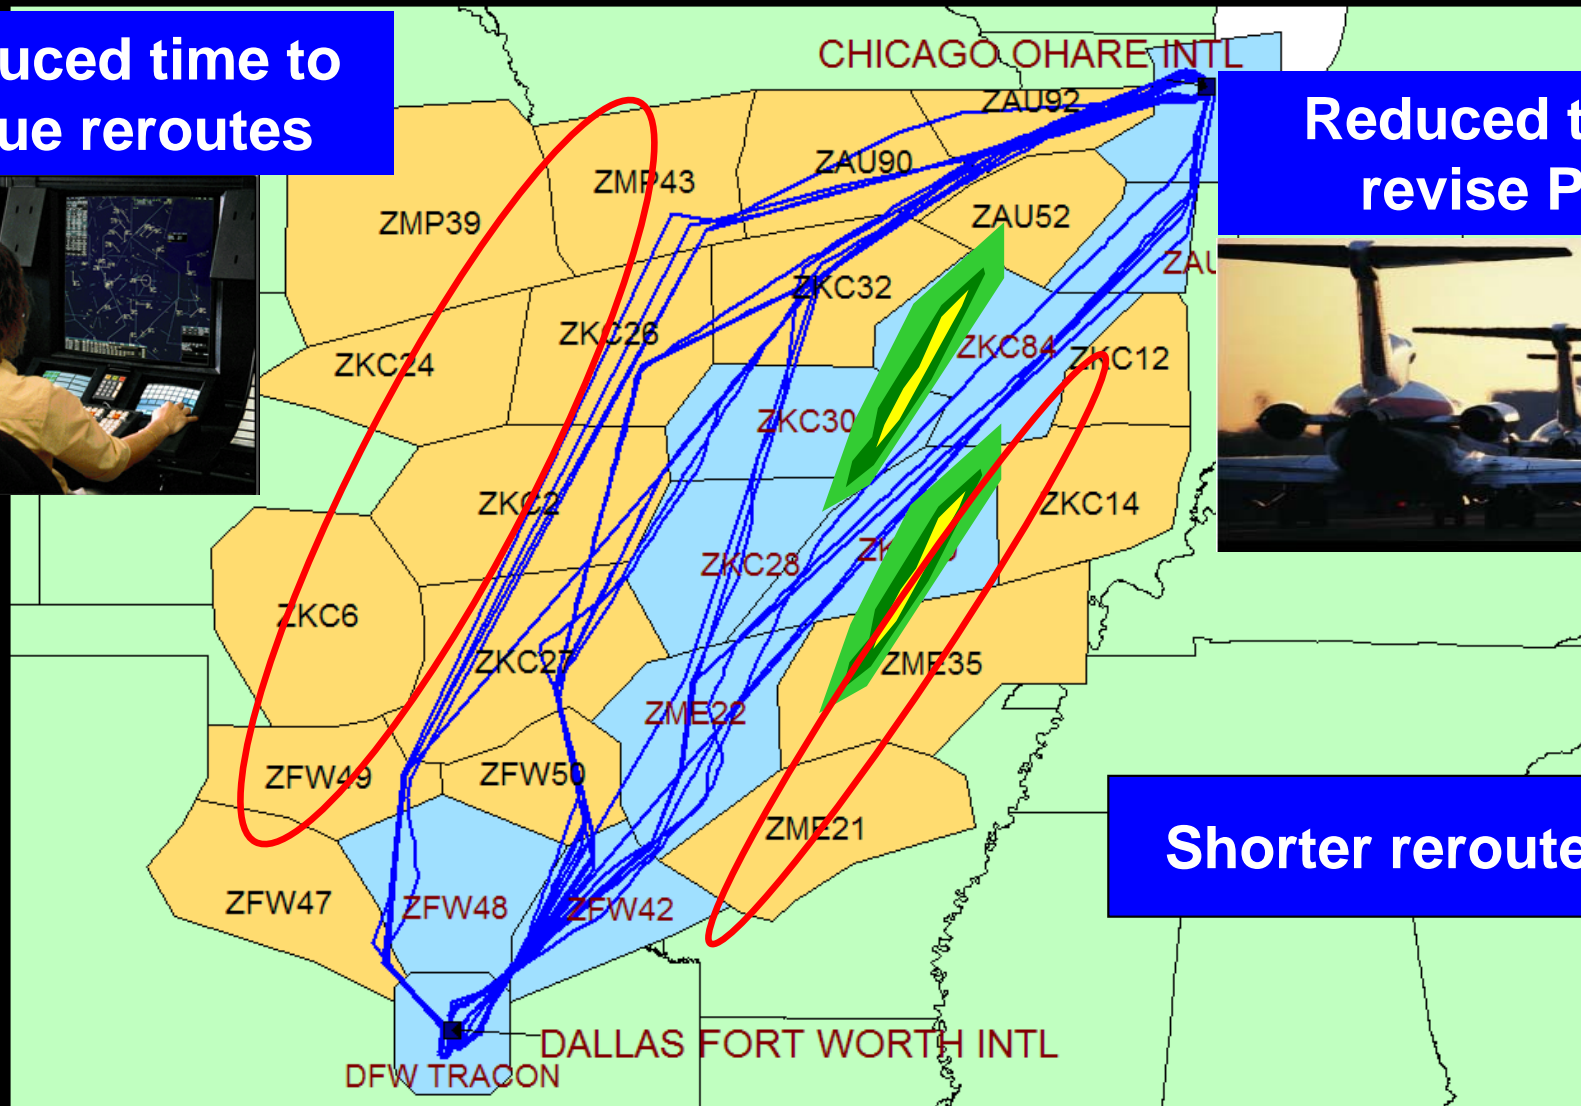 uced time to
ue reroutes
CHICAGO OHARE INTL
ZAU92
Reduced t
revise P
ZAU90
ZMP43
ZMP39
ZAU52
ZAU
ZKC32
ZKC26
ZKC24
ZKC84
ZKC12
ZKC30
ZKC2
ZKC14
ZKC28
ZKC6
ZKC27
ZME35
ZME22
ZFW49
ZFW50
ZME21
Shorter reroute
ZFW47
ZFW48
ZFW42
DALLAS FORT WORTH INTL
DFW TRACON